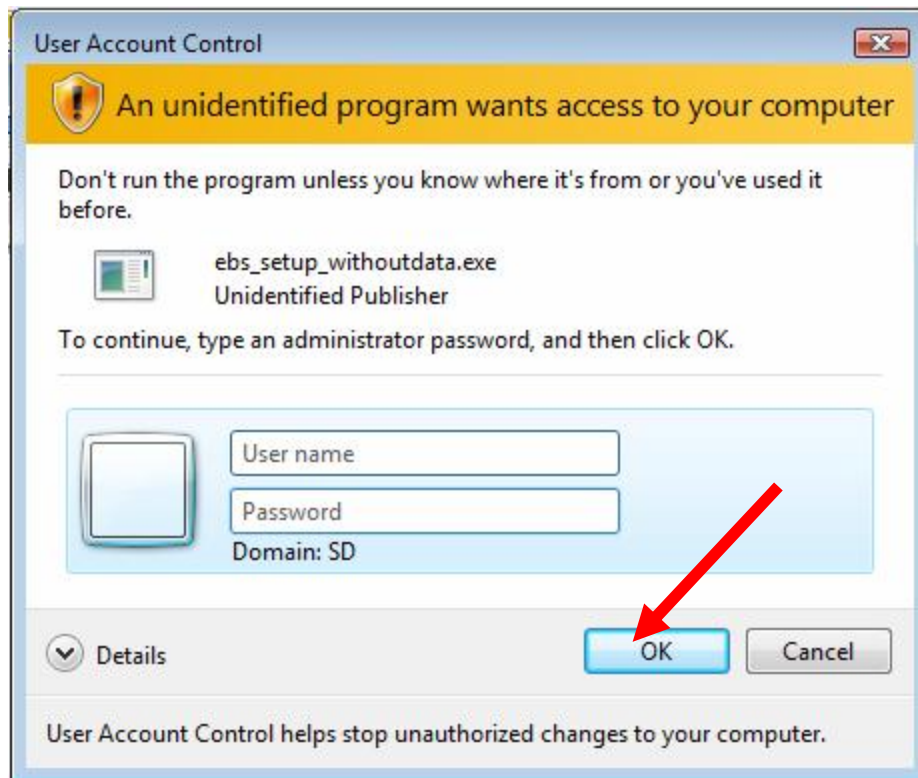 User Account Control
An unidentified program wants access to your computer
Don't run the program unless you know where it's from or you've used it
before.
ebs_setup_withoutdata.exe
Unidentified Publisher
To continue, type an administrator password, and then click OK.
User name
Password
Domain: SD
Details
OK
Cancel
User Account Control helps stop unauthorized changes to your computer.